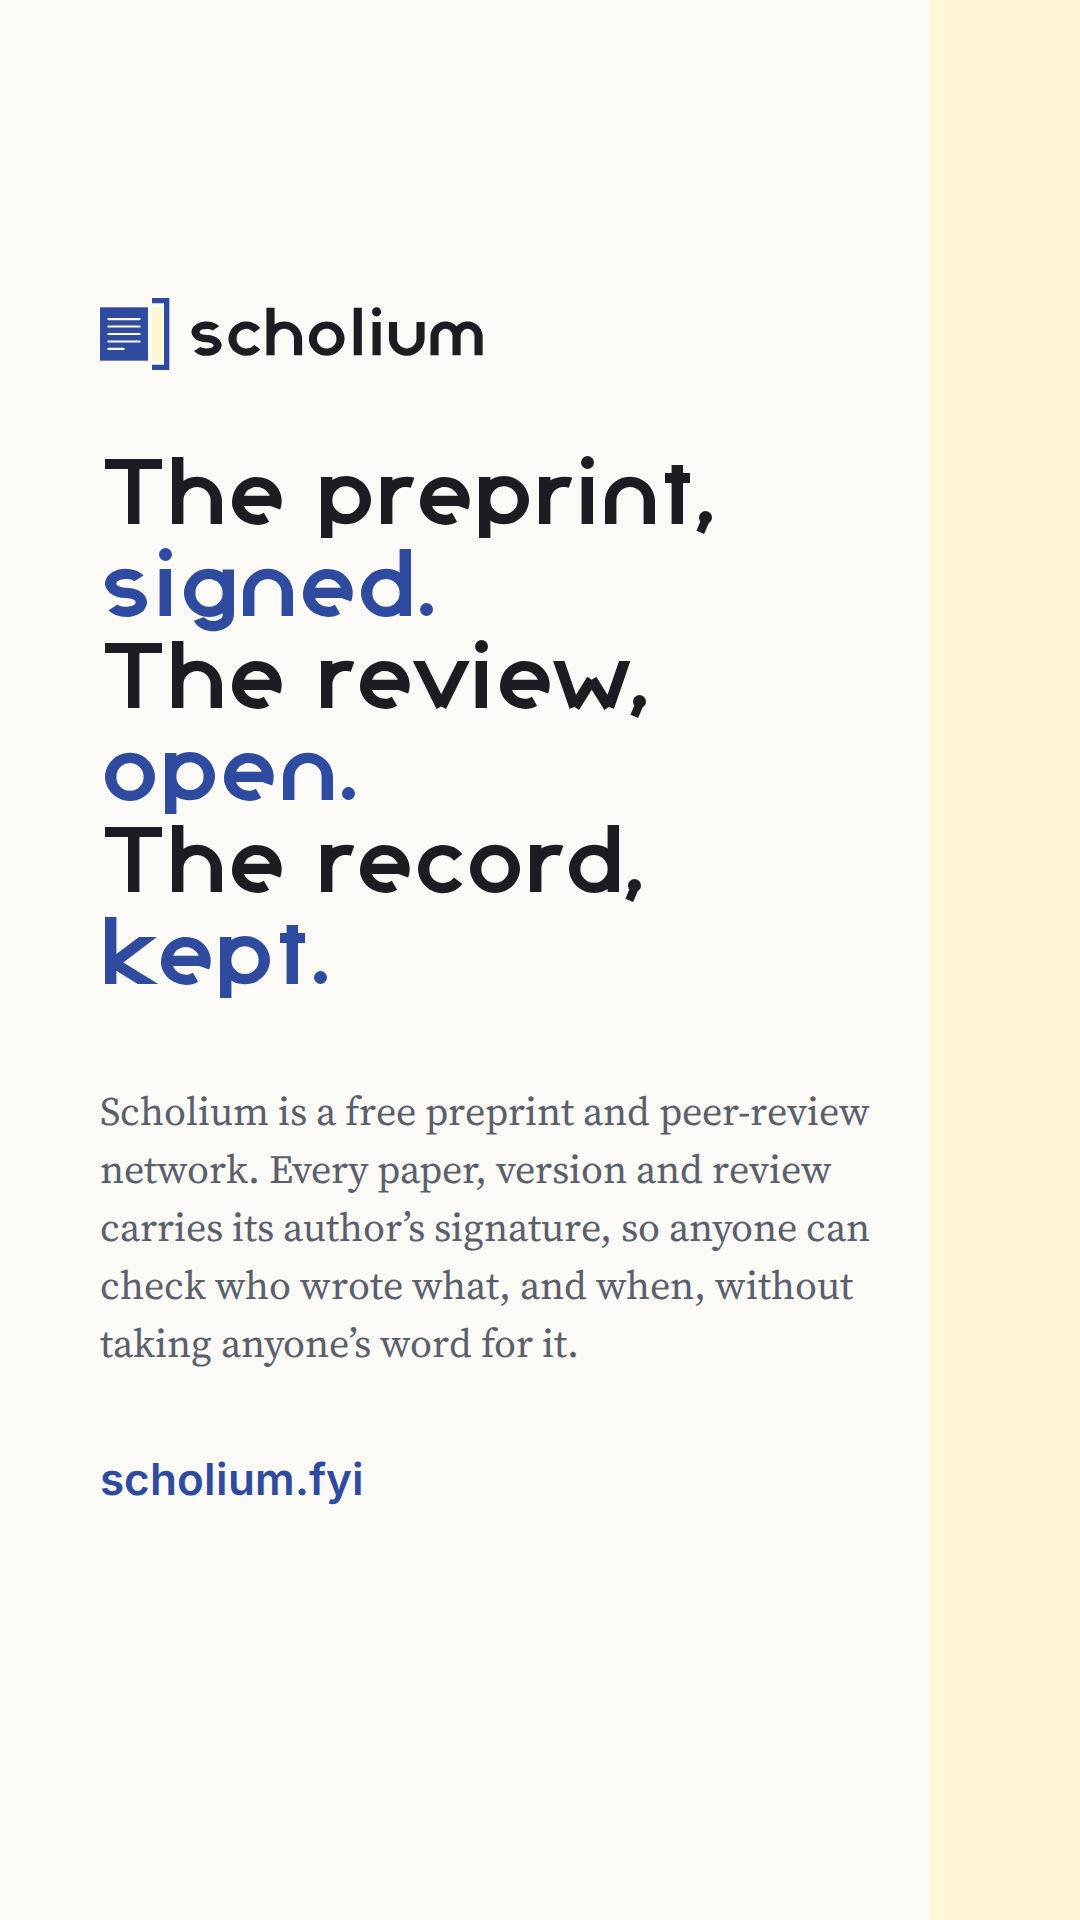 scholium
The preprint,
signed.
The review,
open.
The record,
kept.
Scholium is a free preprint and peer-review
network. Every paper, version and review
carries its author’s signature, so anyone can
check who wrote what, and when, without
taking anyone’s word for it.
scholium.fyi